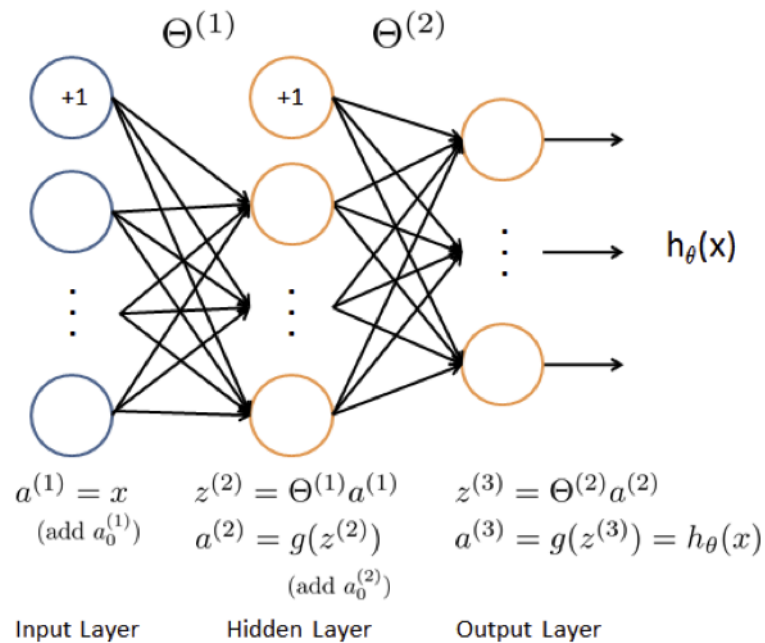 Θ^{(1)} Θ^{(2)}
+1 +1
h_θ(x)
a^{(1)} = x z^{(2)} = Θ^{(1)}a^{(1)} z^{(3)} = Θ^{(2)}a^{(2)}
(add a_0^{(1)}) a^{(2)} = g(z^{(2)}) a^{(3)} = g(z^{(3)}) = h_θ(x)
(add a_0^{(2)})
Input Layer Hidden Layer Output Layer